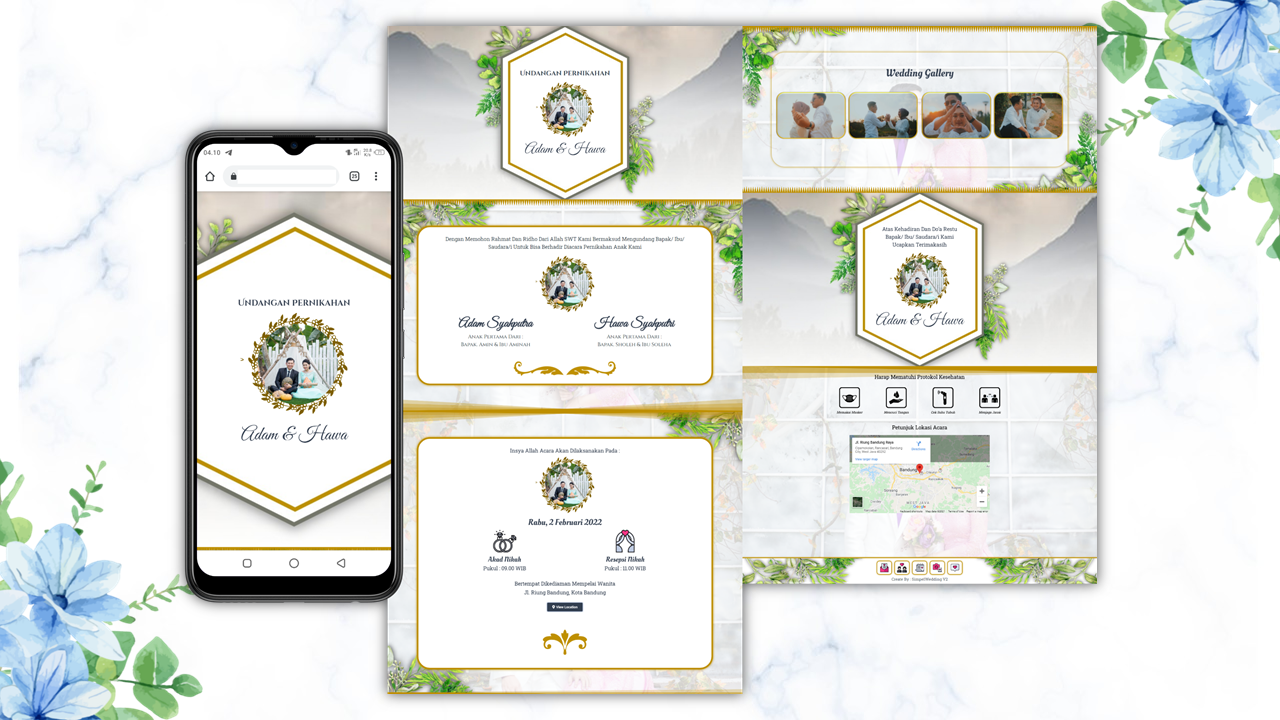 04.10
25
UNDANGAN PERNIKAHAN
Adam & Hawa
UNDANGAN PERNIKAHAN
Adam & Hawa
Dengan Memohon Rahmat Dan Ridho Dari Allah SWT Kami Bermaksud Mengundang Bapak/ Ibu/
Saudara/i Untuk Bisa Berhadir Diacara Pernikahan Anak Kami
Adam Syahputra
ANAK PERTAMA DARI :
BAPAK. AMIN & IBU AMINAH
Hawa Syahputri
ANAK PERTAMA DARI :
BAPAK. SHOLEH & IBU SOLEHA
Insya Allah Acara Akan Dilaksanakan Pada :
Rabu, 2 Februari 2022
Akad Nikah
Pukul : 09.00 WIB
Resepsi Nikah
Pukul : 11.00 WIB
Bertempat Dikediaman Mempelai Wanita
Jl. Riung Bandung, Kota Bandung
View Location
Wedding Gallery
Atas Kehadiran Dan Do'a Restu
Bapak/ Ibu/ Saudara/i Kami
Ucapkan Terimakasih
Adam & Hawa
Harap Mematuhi Protokol Kesehatan
Memakai Masker
Mencuci Tangan
Cek Suhu Tubuh
Menjaga Jarak
Petunjuk Lokasi Acara
Jl. Riung Bandung Raya
View larger map
Bandung
WEST JAVA
Create By : SimpelWedding V2